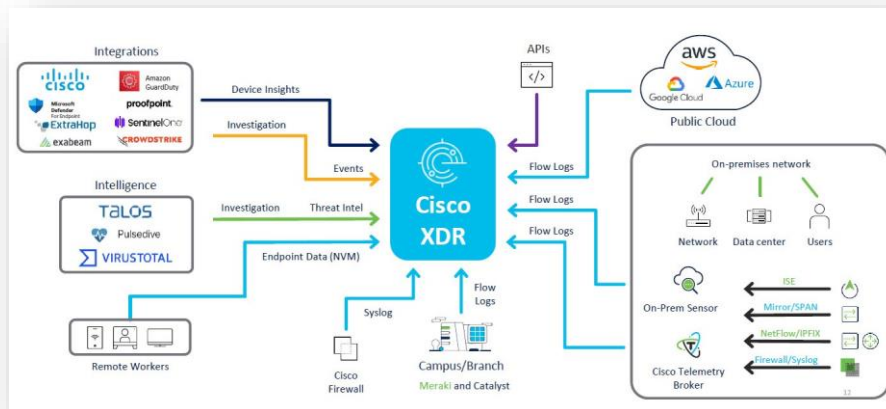 Integrations
CISCO
Amazon
GuardDuty
Microsoft
Defender
For Endpoint
proofpoint.
ExtraHop
SentinelOne
exabeam
CROWDSTRIKE
Device Insights
Investigation
Events
Intelligence
TALOS
Pulsedive
VIRUSTOTAL
Investigation
Threat Intel
Endpoint Data (NVM)
Remote Workers
Cisco
XDR
APIs
Syslog
Cisco
Firewall
Flow
Logs
Campus/Branch
Meraki and Catalyst
aws
Google Cloud
Azure
Public Cloud
Flow Logs
Flow Logs
Flow Logs
On-premises network
Network
Data center
Users
On-Prem Sensor
Cisco Telemetry
Broker
ISE
Mirror/SPAN
NetFlow/IPFIX
Firewall/Syslog
12